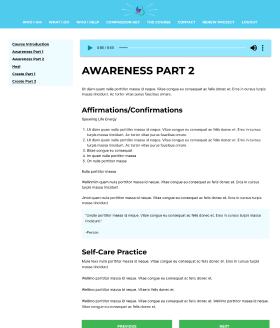 WHO I AM WHAT I DO WHO I HELP COMPASSION KEY THE COURSE CONTACT RENEW PROJECT LOGOUT
Course Introduction
Awareness Part 1
Awareness Part 2
Heal
Create Part 1
Create Part 2
0:00 / 0:00
AWARENESS PART 2
Ut diam quam nulla porttitor massa id neque. Vitae congue eu consequat ac felis donec et. Eros in cursus
turpis massa tincidunt. Ac tortor vitae purus faucibus ornare.
Affirmations/Confirmations
Speaking Life Energy
1. Ut diam quam nulla porttitor massa id neque. Vitae congue eu consequat ac felis donec et. Eros in cursus
turpis massa tincidunt. Ac tortor vitae purus faucibus ornare.
2. Ut diam quam nulla porttitor massa id neque. Vitae congue eu consequat ac felis donec et. Eros in cursus
turpis massa tincidunt. Ac tortor vitae purus faucibus ornare.
3. congue eu consequat
4. quam nulla porttitor massa
5. nulla porttitor massa
Nulla porttitor massa
quam nulla porttitor massa id neque. Vitae congue eu consequat ac felis donec et. Eros in cursus turpis
massa tincidunt.
quam nulla porttitor massa id neque. Vitae congue eu consequat ac felis donec et. Eros in cursus turpis
massa tincidunt.
nulla porttitor massa id neque. Vitae congue eu consequat ac felis donec et. Eros in cursus turpis massa
tincidunt."
-Person
Self-Care Practice
nulla porttitor massa id neque. Vitae congue eu consequat ac felis donec et. Eros in cursus turpis
massa tincidunt.
porttitor massa id neque. Vitae congue eu consequat ac felis donec et.
porttitor massa id neque. felis donec et.
porttitor massa id neque. Vitae congue eu consequat ac felis donec et. porttitor massa id neque.
Vitae congue eu consequat ac felis donec et. Eros in cursus turpis massa tincidunt.
PREVIOUS NEXT